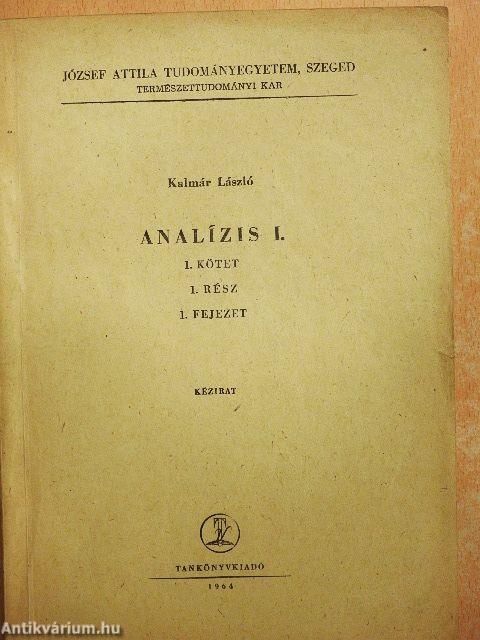 JÓZSEF ATTILA TUDOMÁNYEGYETEM, SZEGED
TERMÉSZETTUDOMÁNYI KAR
Kalmár László
ANALÍZIS I.
1. KÖTET
1. RÉSZ
1. FEJEZET
KÉZIRAT
TANKÖNYVKIADÓ
1964
Antikvárium.hu